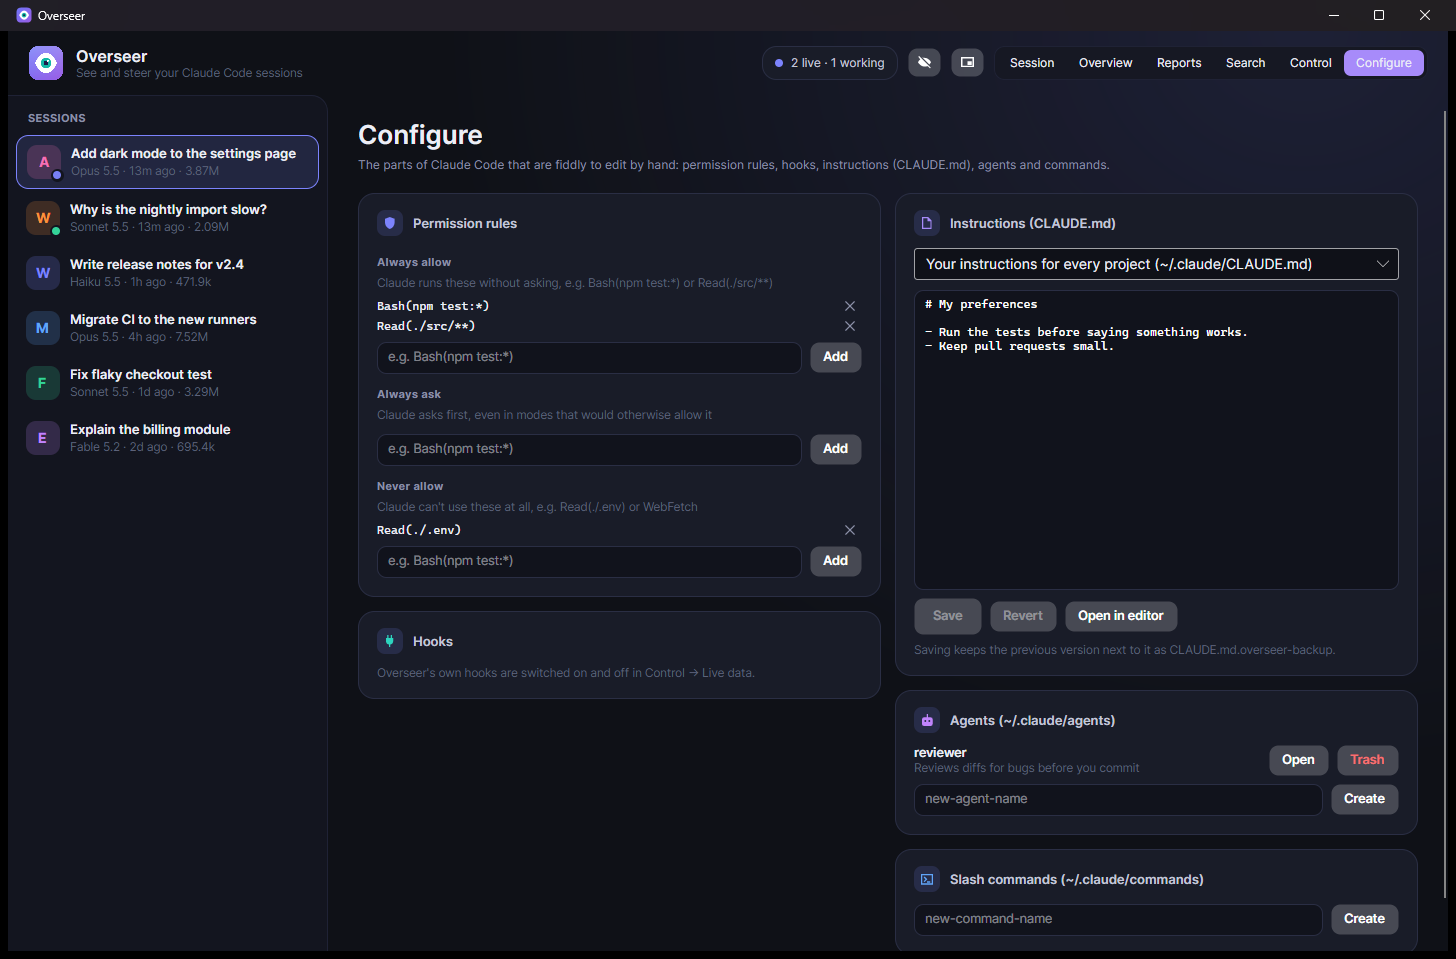 Overseer
Overseer
See and steer your Claude Code sessions
2 live · 1 working
Session
Overview
Reports
Search
Control
Configure
SESSIONS
A
Add dark mode to the settings page
Opus 5.5 · 13m ago · 3.87M
W
Why is the nightly import slow?
Sonnet 5.5 · 13m ago · 2.09M
W
Write release notes for v2.4
Haiku 5.5 · 1h ago · 471.9k
M
Migrate CI to the new runners
Opus 5.5 · 4h ago · 7.52M
F
Fix flaky checkout test
Sonnet 5.5 · 1d ago · 3.29M
E
Explain the billing module
Fable 5.2 · 2d ago · 695.4k
Configure
The parts of Claude Code that are fiddly to edit by hand: permission rules, hooks, instructions (CLAUDE.md), agents and commands.
Permission rules
Always allow
Claude runs these without asking, e.g. Bash(npm test:*) or Read(./src/**)
Bash(npm test:*)
Read(./src/**)
e.g. Bash(npm test:*)
Add
Always ask
Claude asks first, even in modes that would otherwise allow it
e.g. Bash(npm test:*)
Add
Never allow
Claude can't use these at all, e.g. Read(./.env) or WebFetch
Read(./.env)
e.g. Bash(npm test:*)
Add
Hooks
Overseer's own hooks are switched on and off in Control → Live data.
Instructions (CLAUDE.md)
Your instructions for every project (~/.claude/CLAUDE.md)
# My preferences
- Run the tests before saying something works.
- Keep pull requests small.
Save
Revert
Open in editor
Saving keeps the previous version next to it as CLAUDE.md.overseer-backup.
Agents (~/.claude/agents)
reviewer
Reviews diffs for bugs before you commit
Open
Trash
new-agent-name
Create
Slash commands (~/.claude/commands)
new-command-name
Create